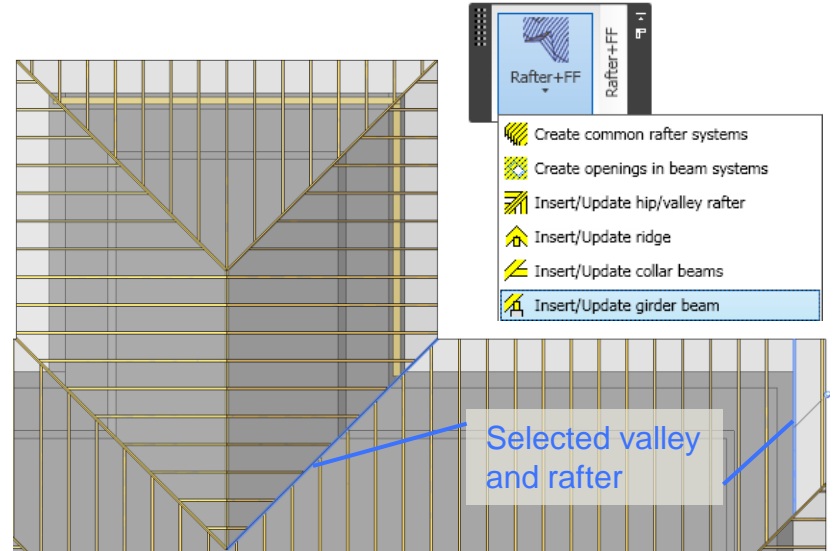 Rafter+FF
Rafter+FF
Create common rafter systems
Create openings in beam systems
Insert/Update hip/valley rafter
Insert/Update ridge
Insert/Update collar beams
Insert/Update girder beam
Selected valley
and rafter